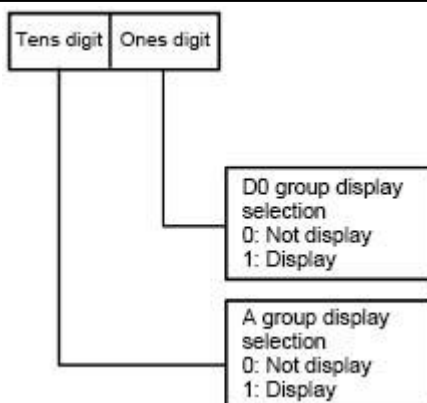 Tens digit Ones digit
D0 group display
selection
0: Not display
1: Display
A group display
selection
0: Not display
1: Display